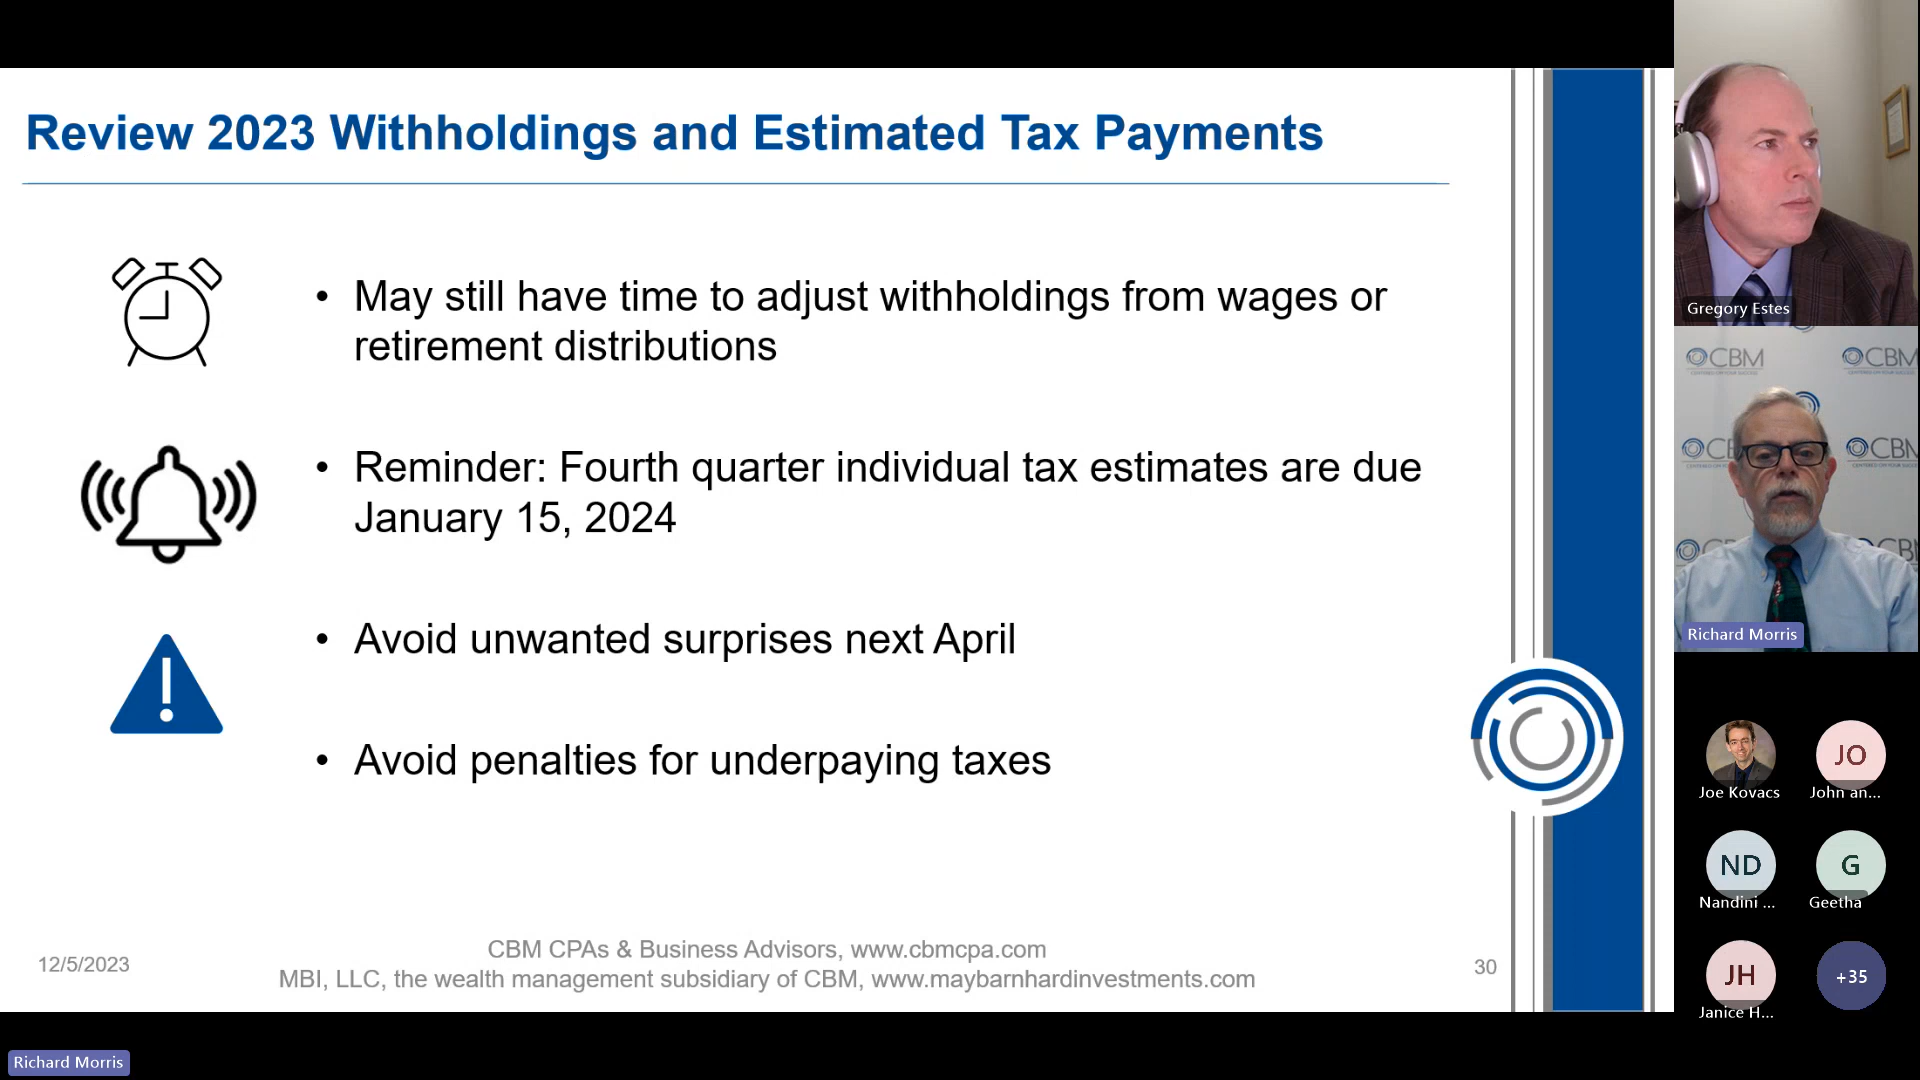 Review 2023 Withholdings and Estimated Tax Payments
• May still have time to adjust withholdings from wages or
retirement distributions
• Reminder: Fourth quarter individual tax estimates are due
January 15, 2024
• Avoid unwanted surprises next April
• Avoid penalties for underpaying taxes
12/5/2023
CBM CPAs & Business Advisors, www.cbmcpa.com
MBI, LLC, the wealth management subsidiary of CBM, www.maybarnhardinvestments.com
30
Gregory Estes
CBM
CBM
CBM
CBM
Richard Morris
Joe Kovacs
JO
John an...
ND
Nandini ...
G
Geetha
JH
Janice H...
+35
Richard Morris